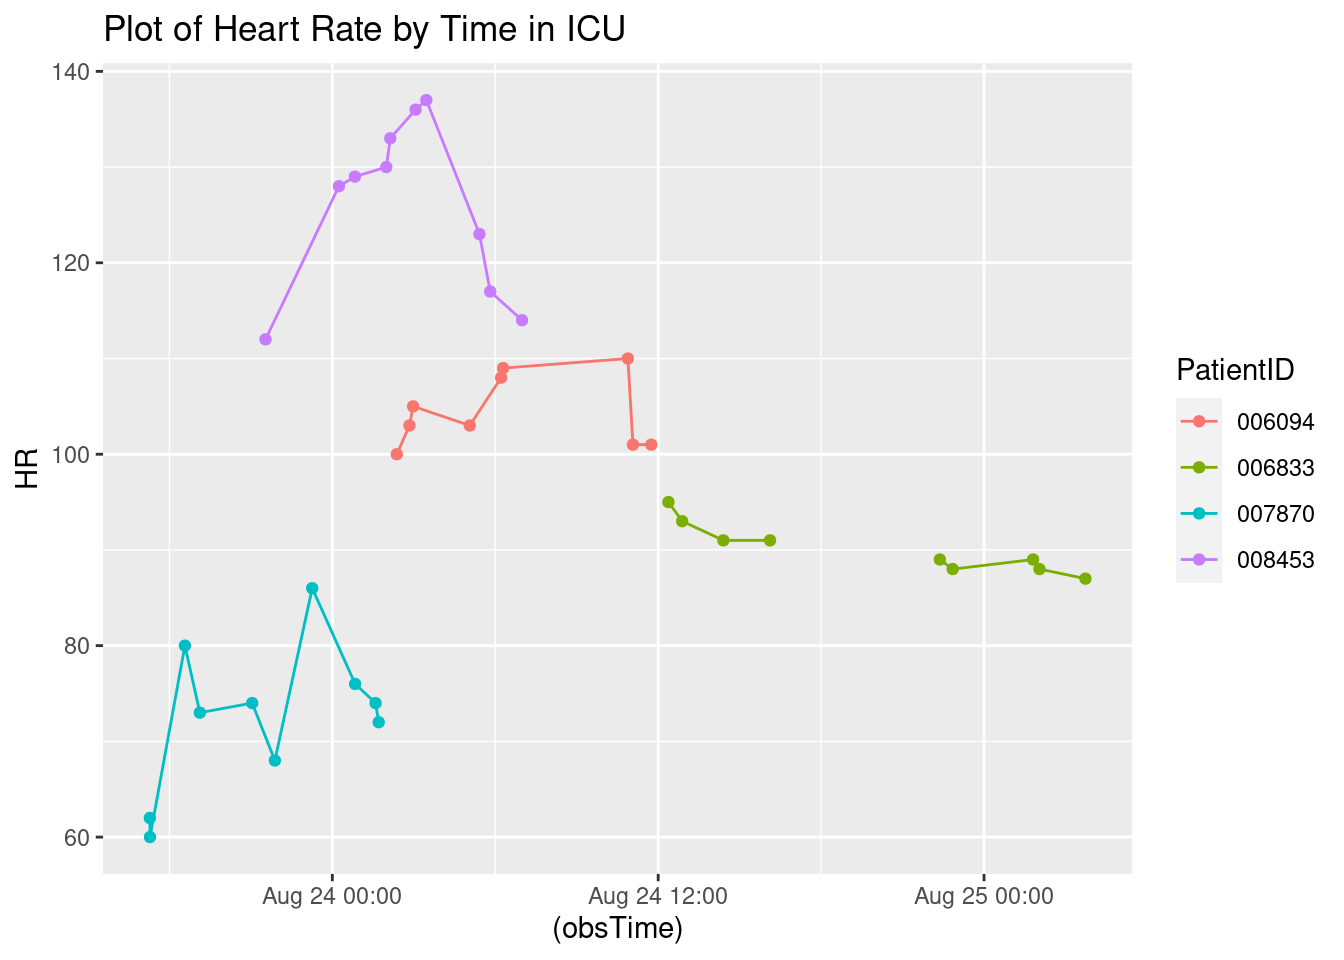 Plot of Heart Rate by Time in ICU
140
120
100
80
60
HR
Aug 24 00:00
Aug 24 12:00
Aug 25 00:00
(obsTime)
PatientID
006094
006833
007870
008453